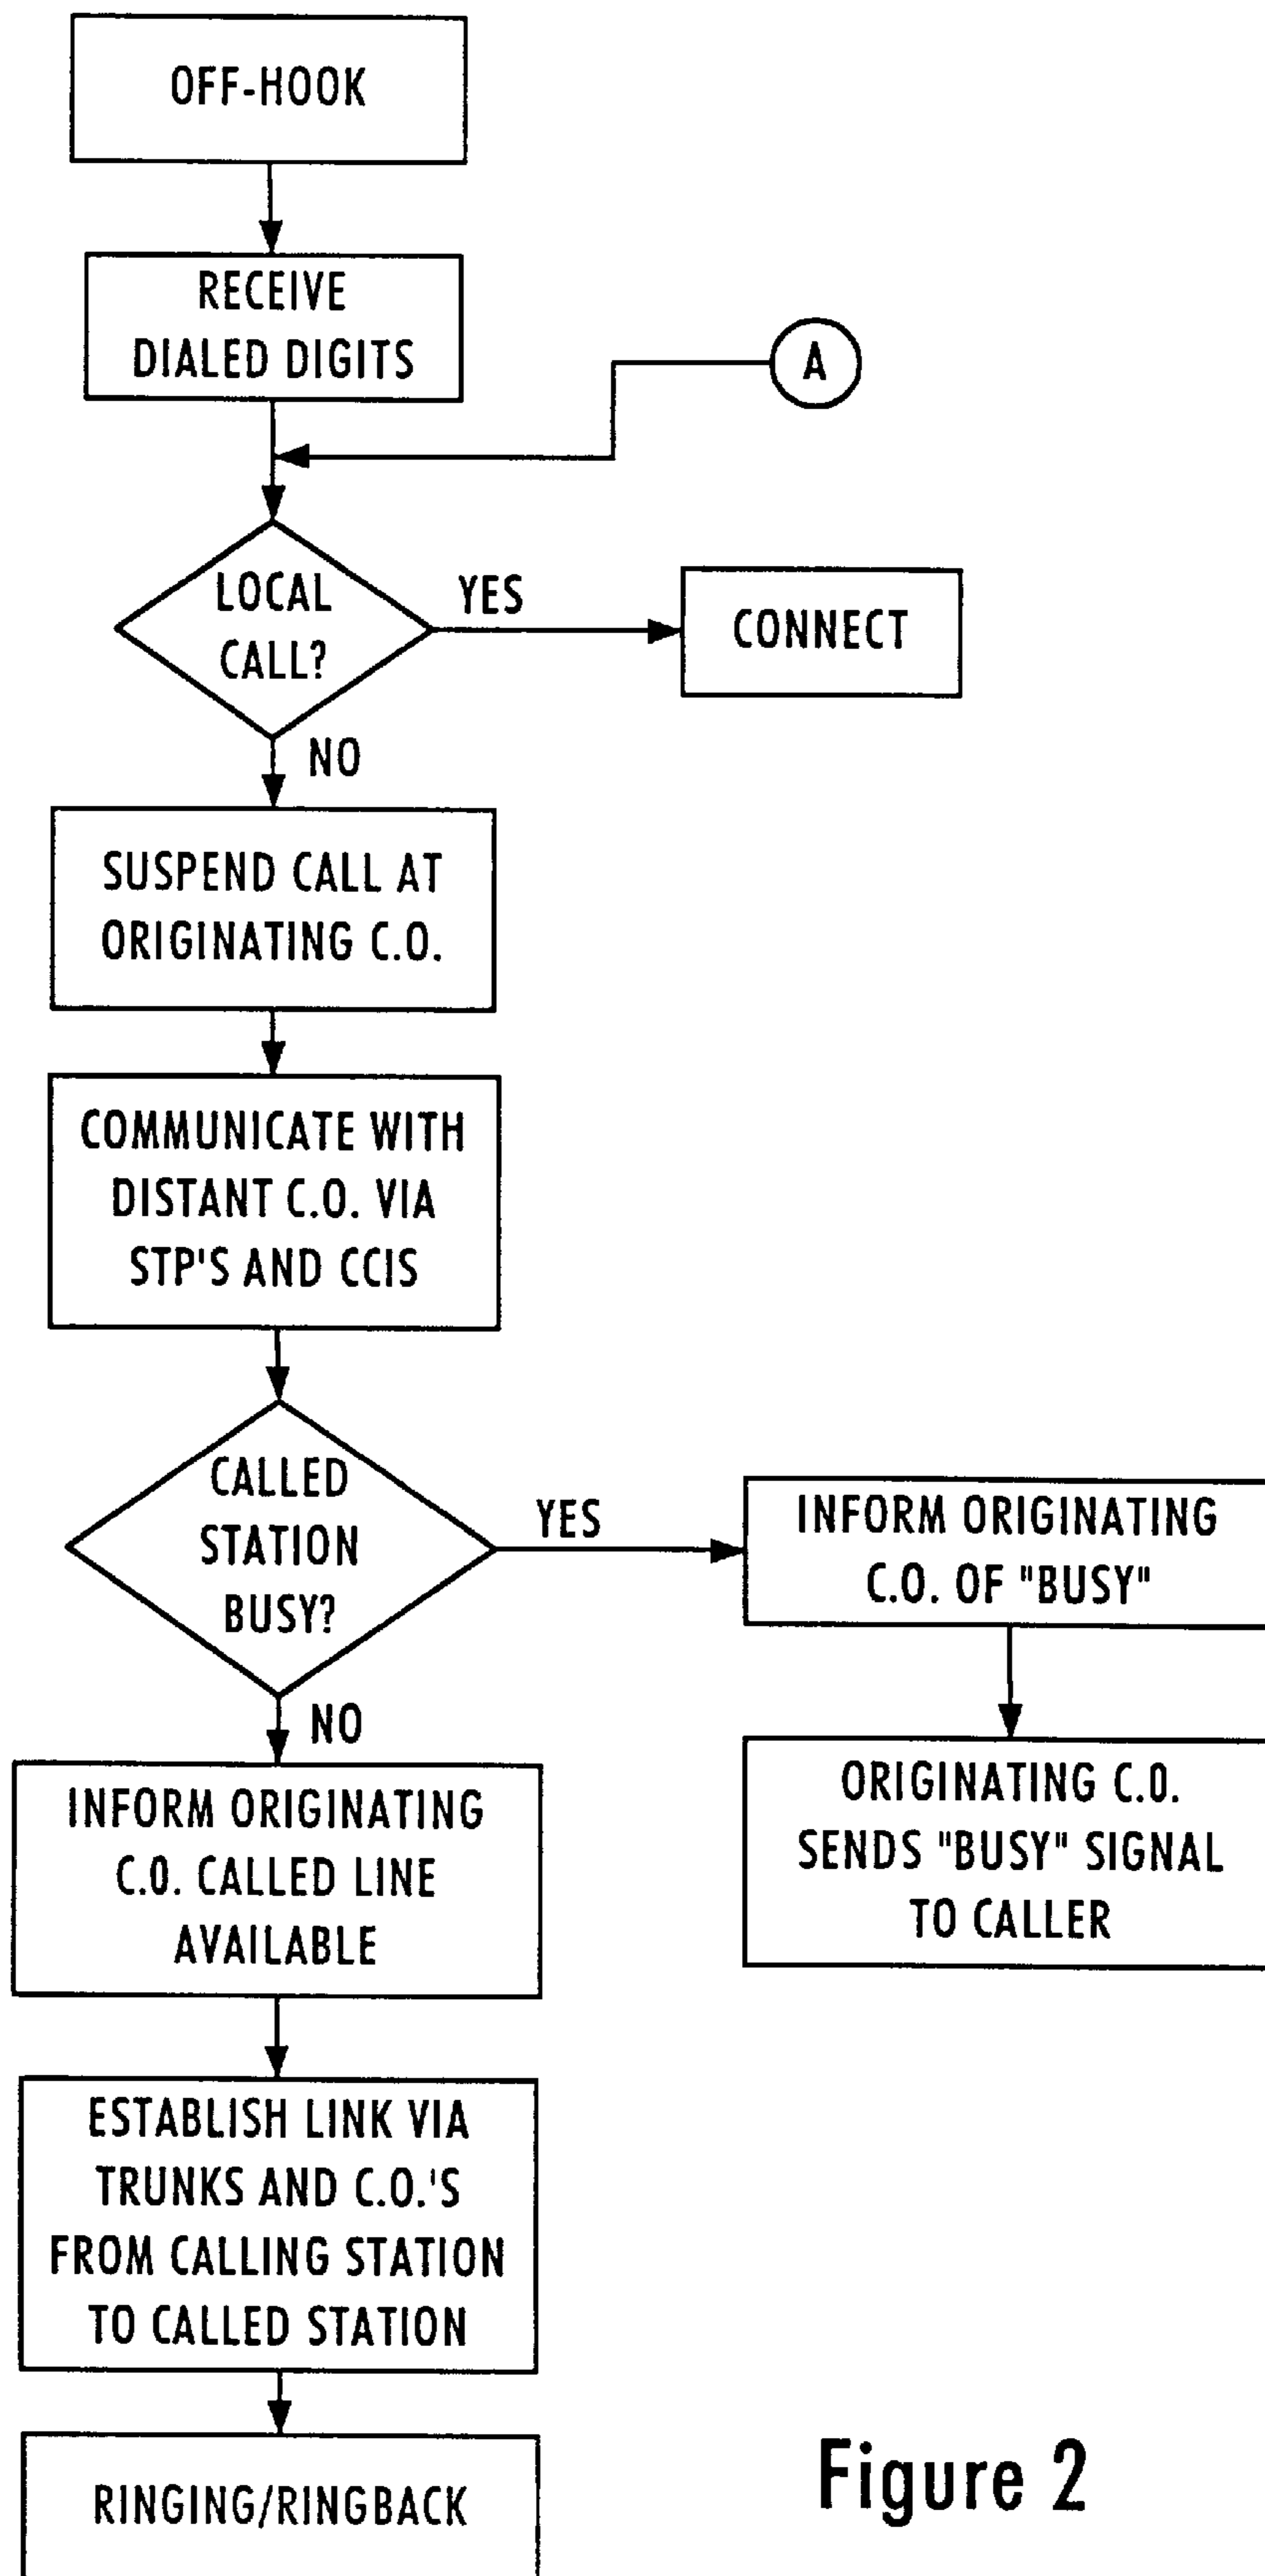 OFF-HOOK
RECEIVE
DIALED DIGITS
A
LOCAL
CALL?
YES
CONNECT
NO
SUSPEND CALL AT
ORIGINATING C.O.
COMMUNICATE WITH
DISTANT C.O. VIA
STP'S AND CCIS
CALLED
STATION
BUSY?
YES
INFORM ORIGINATING
C.O. OF "BUSY"
NO
ORIGINATING C.O.
SENDS "BUSY" SIGNAL
TO CALLER
INFORM ORIGINATING
C.O. CALLED LINE
AVAILABLE
ESTABLISH LINK VIA
TRUNKS AND C.O.'S
FROM CALLING STATION
TO CALLED STATION
RINGING/RINGBACK
Figure 2